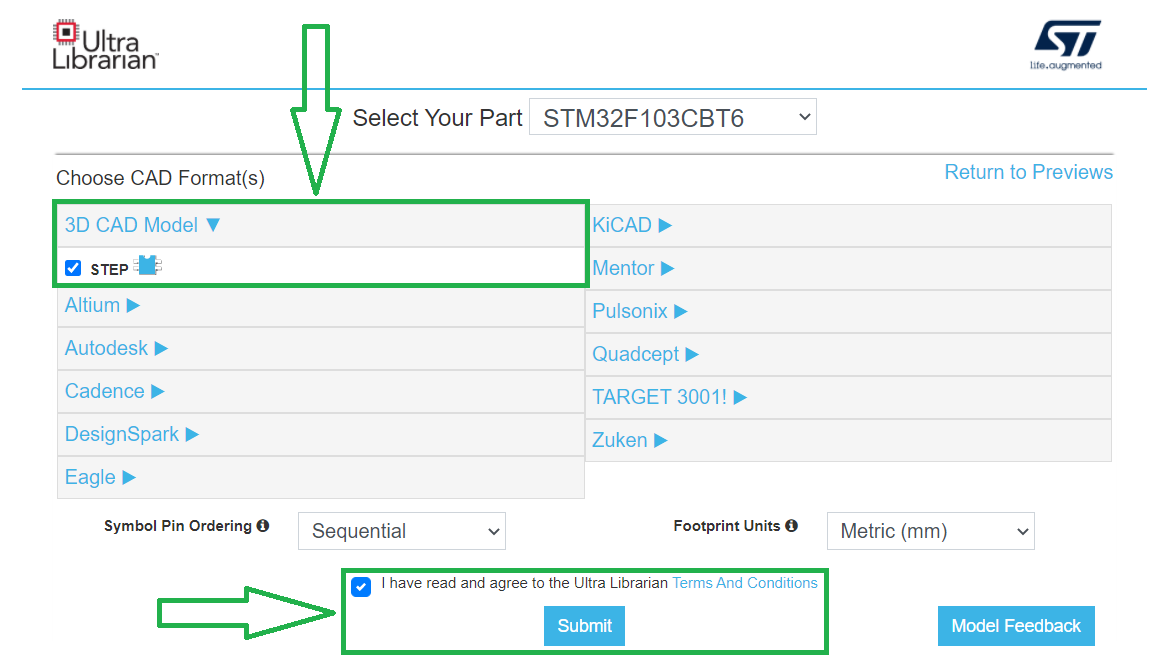 Ultra
Librarian™
life.augmented
Select Your Part STM32F103CBT6
Choose CAD Format(s)
Return to Previews
3D CAD Model ▼
STEP
Altium ▶
Autodesk ▶
Cadence ▶
DesignSpark ▶
Eagle ▶
KiCAD ▶
Mentor ▶
Pulsonix ▶
Quadcept ▶
TARGET 3001! ▶
Zuken ▶
Symbol Pin Ordering Sequential
Footprint Units Metric (mm)
I have read and agree to the Ultra Librarian Terms And Conditions
Submit
Model Feedback